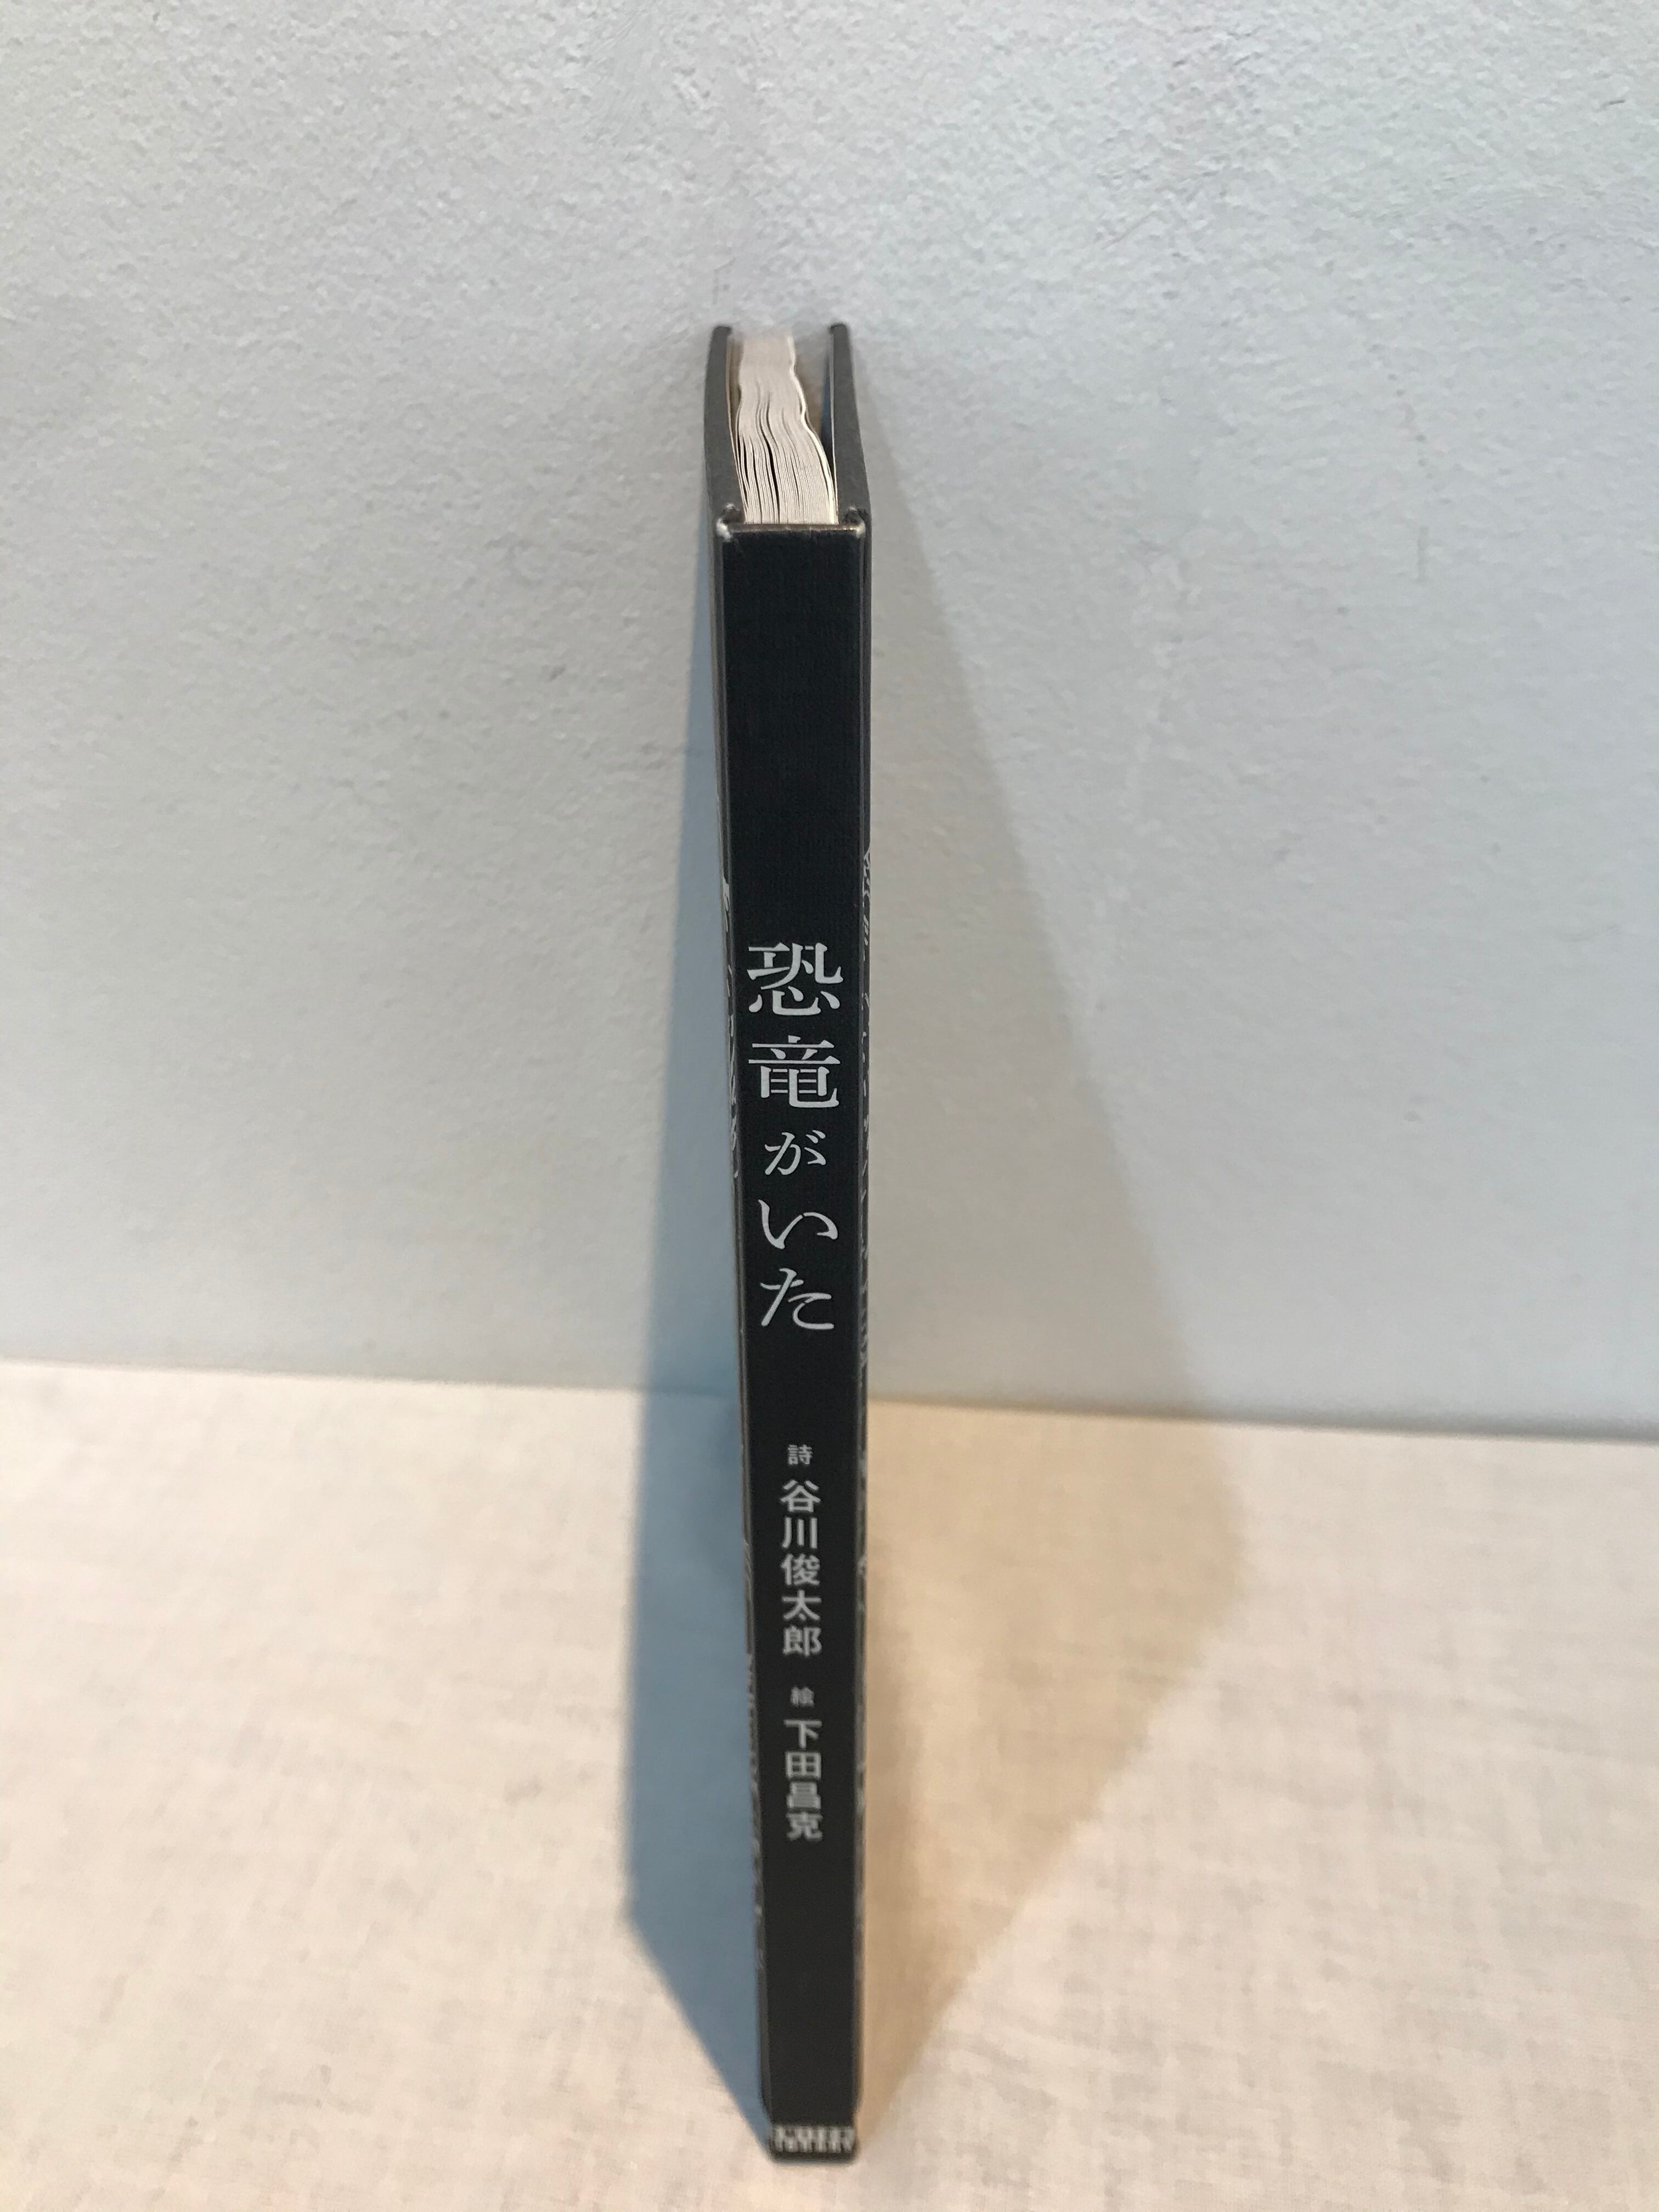 恐竜がいた
詩 谷川俊太郎 絵 下田昌克